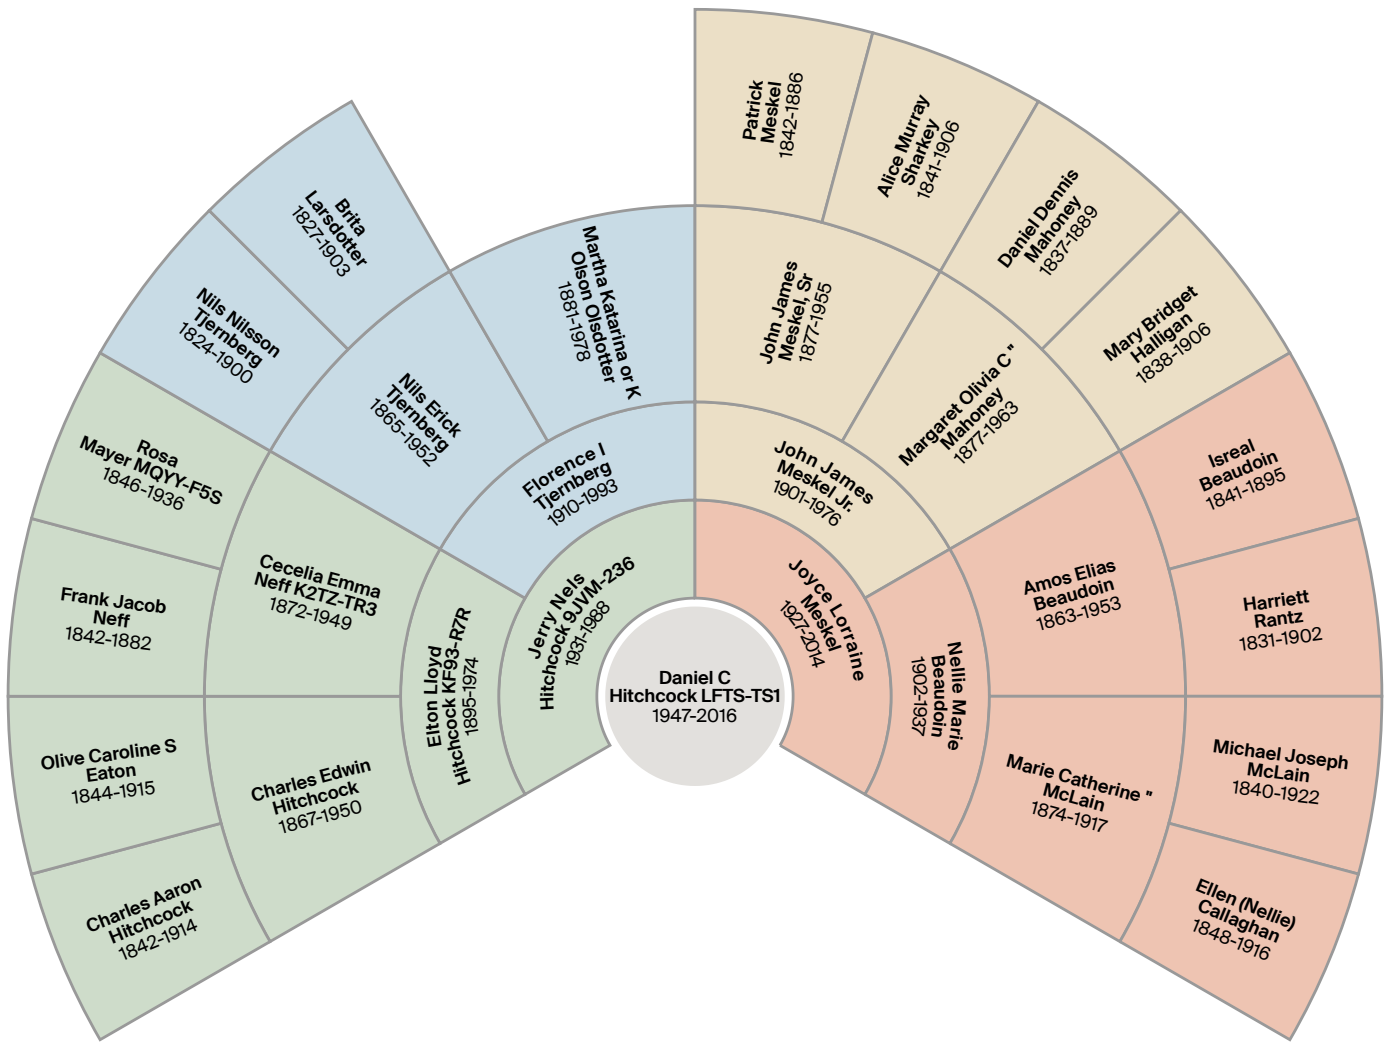 Daniel C
Hitchcock LFTS-TS1
1947-2016
Jerry Nels
Hitchcock 9JVM-236
1931-1988
Joyce Lorraine
Meskel
1927-2014
Elton Lloyd
Hitchcock KF93-R7R
1895-1974
Florence I
Tjernberg
1910-1993
John James
Meskel Jr.
1901-1976
Nellie Marie
Beaudoin
1902-1937
Charles Edwin
Hitchcock
1867-1950
Cecelia Emma
Neff K2TZ-TR3
1872-1949
Nils Erick
Tjernberg
1865-1952
Martha Katarina or K
Olson Olsdotter
1881-1978
John James
Meskel, Sr
1877-1955
Margaret Olivia C "
Mahoney
1877-1963
Amos Elias
Beaudoin
1863-1953
Marie Catherine "
McLain
1874-1917
Charles Aaron
Hitchcock
1842-1914
Olive Caroline S
Eaton
1844-1915
Frank Jacob
Neff
1842-1882
Rosa
Mayer MQYY-F5S
1846-1936
Nils Nilsson
Tjernberg
1824-1900
Brita
Larsdotter
1827-1903
Patrick
Meskel
1842-1886
Alice Murray
Sharkey
1841-1906
Daniel Dennis
Mahoney
1837-1889
Mary Bridget
Halligan
1838-1906
Isreal
Beaudoin
1841-1895
Harriett
Rantz
1831-1902
Michael Joseph
McLain
1840-1922
Ellen (Nellie)
Callaghan
1848-1916